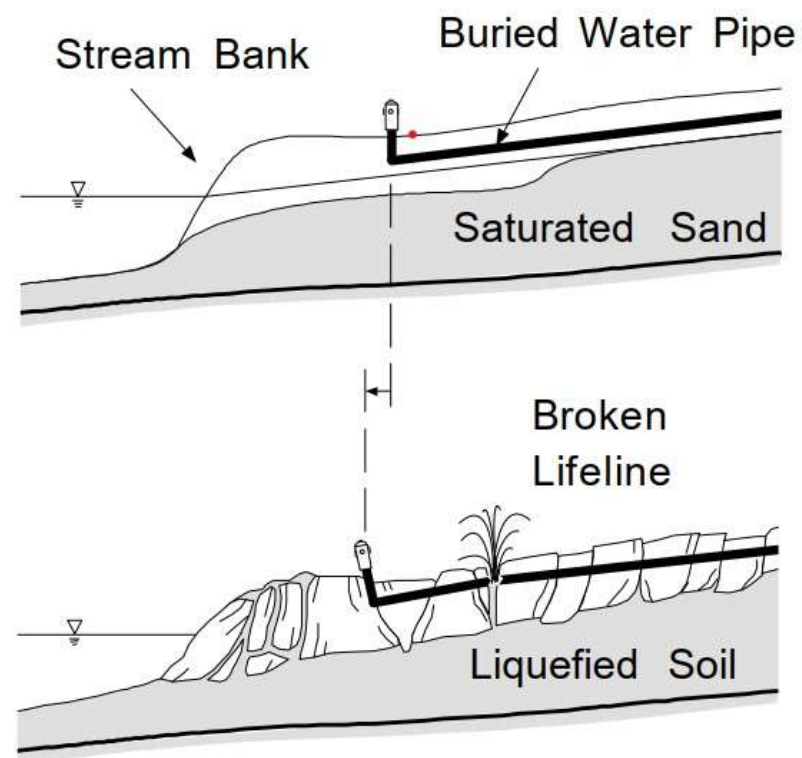 Stream Bank
Buried Water Pipe
Saturated Sand
Broken
Lifeline
Liquefied Soil